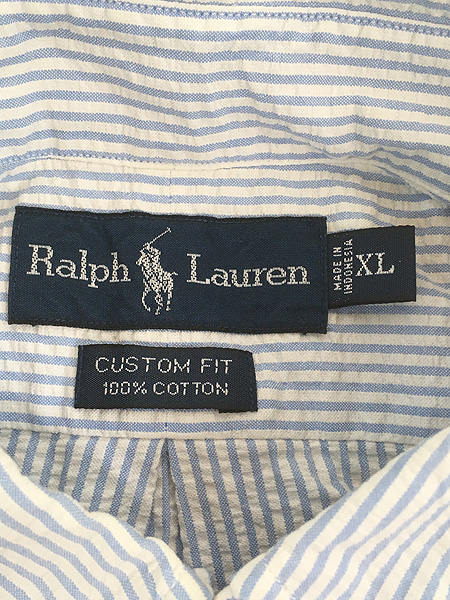 Ralph Lauren
MADE IN
INDONESIA
XL
CUSTOM FIT
100% COTTON